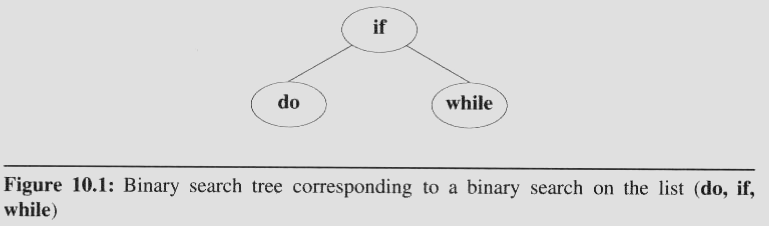 if
do while
Figure 10.1: Binary search tree corresponding to a binary search on the list (do, if,
while)